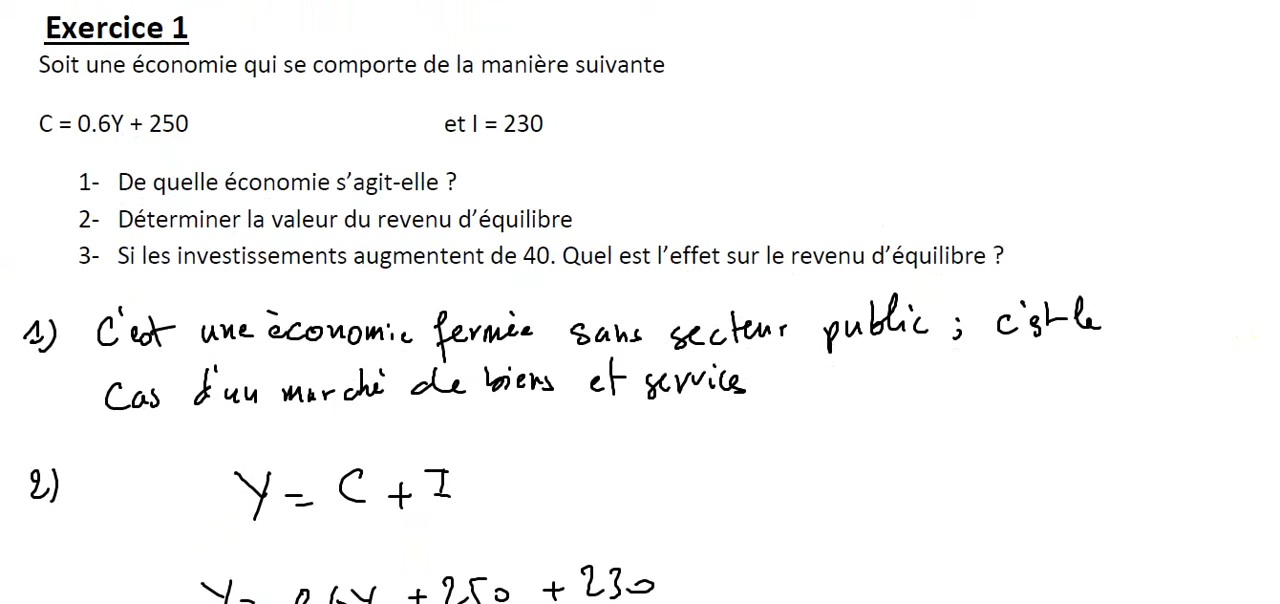 Exercice 1
Soit une économie qui se comporte de la manière suivante
C = 0.6Y + 250 et I = 230
1- De quelle économie s’agit-elle ?
2- Déterminer la valeur du revenu d’équilibre
3- Si les investissements augmentent de 40. Quel est l’effet sur le revenu d’équilibre ?
1) C'est une économie fermée sans secteur public ; c'est le
cas d'un marché de biens et services
2) Y = C + I
Y = 0.6Y + 250 + 230